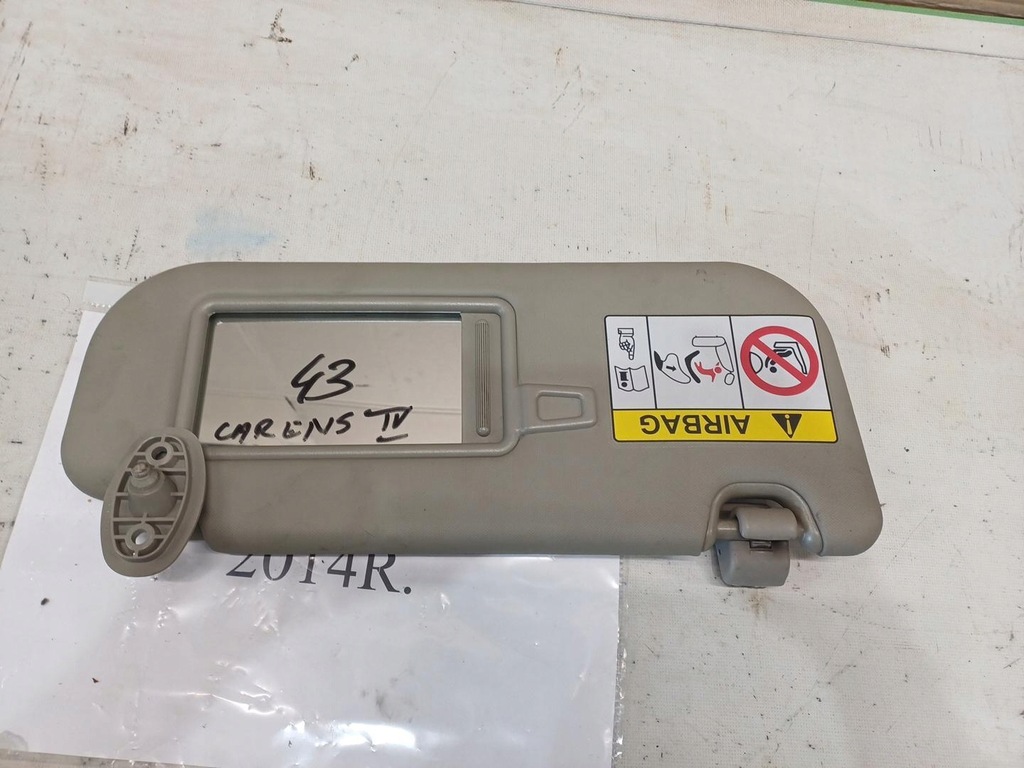 43
CARENS IV
AIRBAG
2014R.